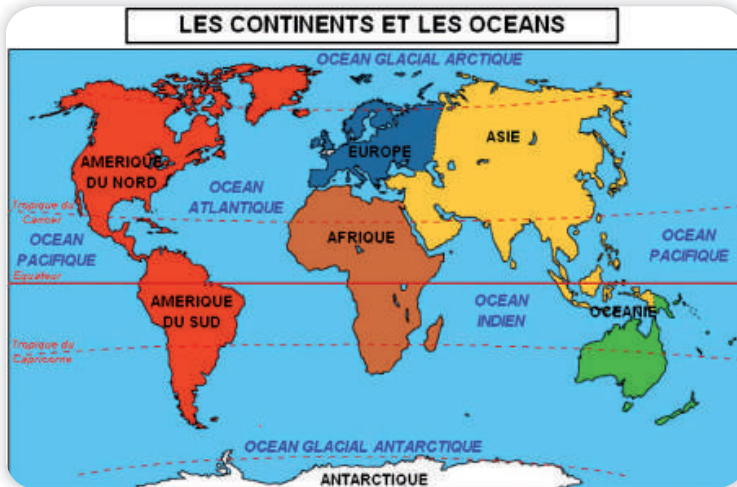 LES CONTINENTS ET LES OCEANS
OCEAN GLACIAL ARCTIQUE
ASIE
EUROPE
AMERIQUE
DU NORD
OCEAN
ATLANTIQUE
Tropique du
Cancer
OCEAN
PACIFIQUE
AFRIQUE
OCEAN
PACIFIQUE
Equateur
AMERIQUE
DU SUD
OCEAN
INDIEN
OCEANIE
Tropique du
Capricorne
OCEAN GLACIAL ANTARCTIQUE
ANTARCTIQUE